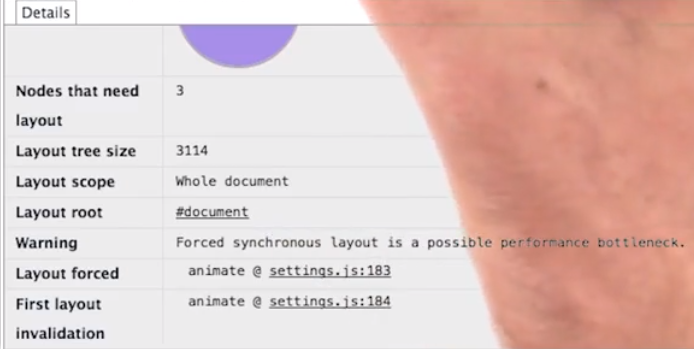 Details
Nodes that need layout 3
Layout tree size 3114
Layout scope Whole document
Layout root #document
Warning Forced synchronous layout is a possible performance bottleneck.
Layout forced animate @ settings.js:183
First layout invalidation animate @ settings.js:184